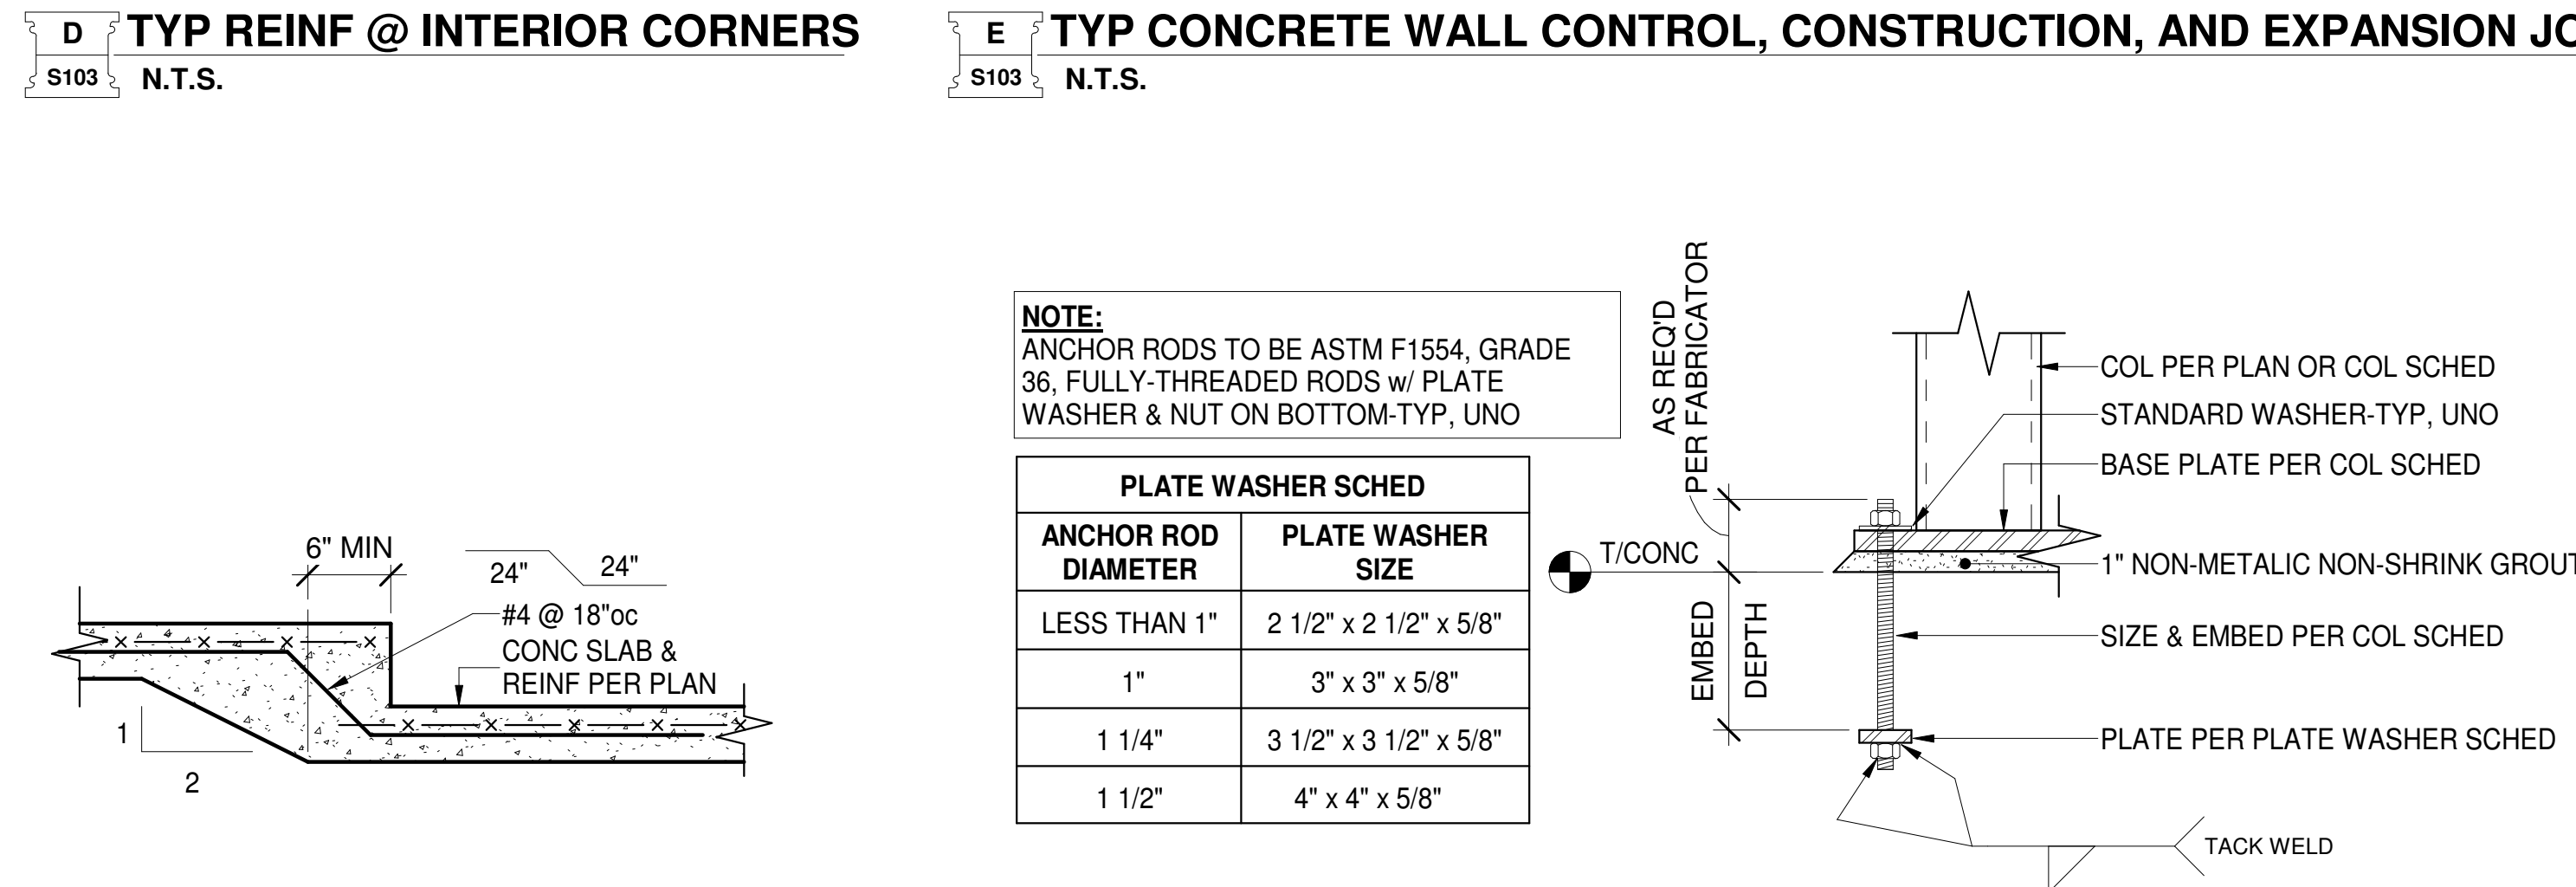 D
S103
TYP REINF @ INTERIOR CORNERS
N.T.S.
E
S103
TYP CONCRETE WALL CONTROL, CONSTRUCTION, AND EXPANSION
N.T.S.
6" MIN
24"
24"
#4 @ 18"oc
CONC SLAB &
REINF PER PLAN
1
2
NOTE:
ANCHOR RODS TO BE ASTM F1554, GRADE
36, FULLY-THREADED RODS w/ PLATE
WASHER & NUT ON BOTTOM-TYP, UNO
PLATE WASHER SCHED
ANCHOR ROD
DIAMETER
PLATE WASHER
SIZE
LESS THAN 1"
2 1/2" x 2 1/2" x 5/8"
1"
3" x 3" x 5/8"
1 1/4"
3 1/2" x 3 1/2" x 5/8"
1 1/2"
4" x 4" x 5/8"
AS REQ'D
PER FABRICATOR
T/CONC
EMBED
DEPTH
COL PER PLAN OR COL SCHED
STANDARD WASHER-TYP, UNO
BASE PLATE PER COL SCHED
1" NON-METALIC NON-SHRINK GROUT
SIZE & EMBED PER COL SCHED
PLATE PER PLATE WASHER SCHED
TACK WELD